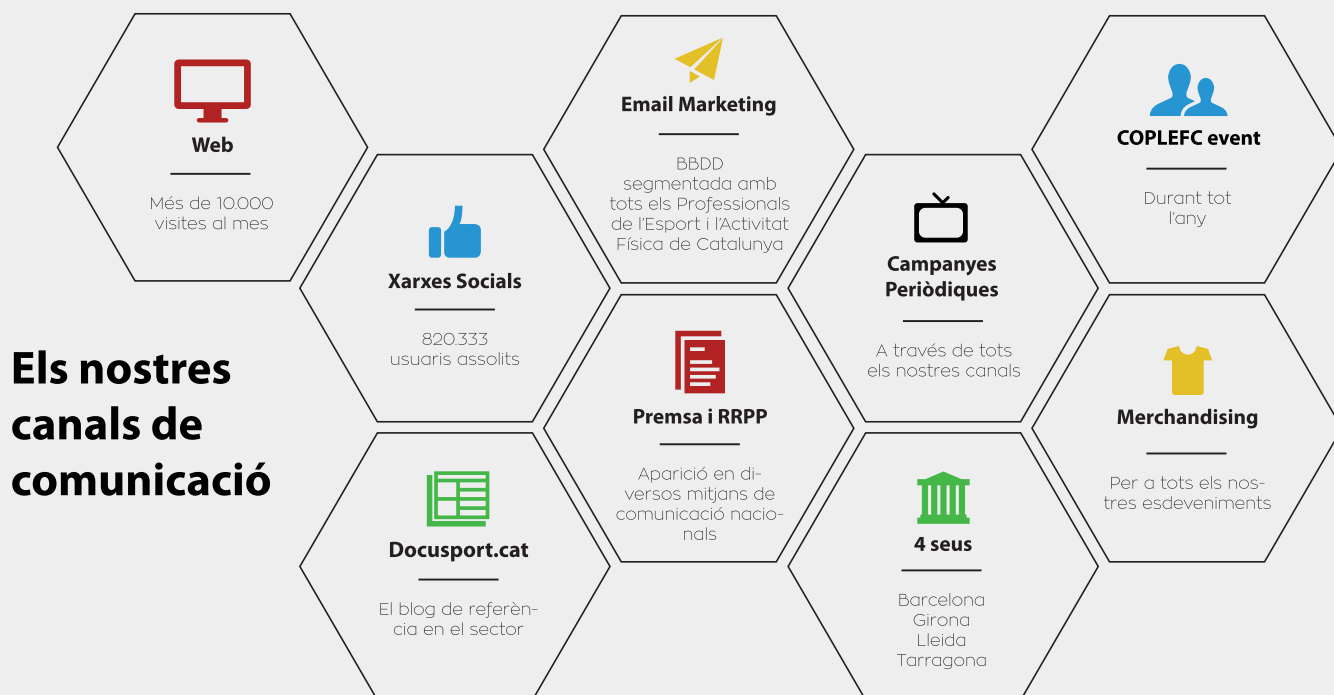 Els nostres
canals de
comunicació
Web
Més de 10.000
visites al mes
Xarxes Socials
820.333
usuaris assolits
Docusport.cat
El blog de referèn-
cia en el sector
Email Marketing
BBDD
segmentada amb
tots els Professionals
de l'Esport i l'Activitat
Física de Catalunya
Premsa i RRPP
Aparició en di-
versos mitjans de
comunicació nacio-
nals
Campanyes
Periòdiques
A través de tots
els nostres canals
4 seus
Barcelona
Girona
Lleida
Tarragona
COPLEFC event
Durant tot
l'any
Merchandising
Per a tots els nos-
tres esdeveniments